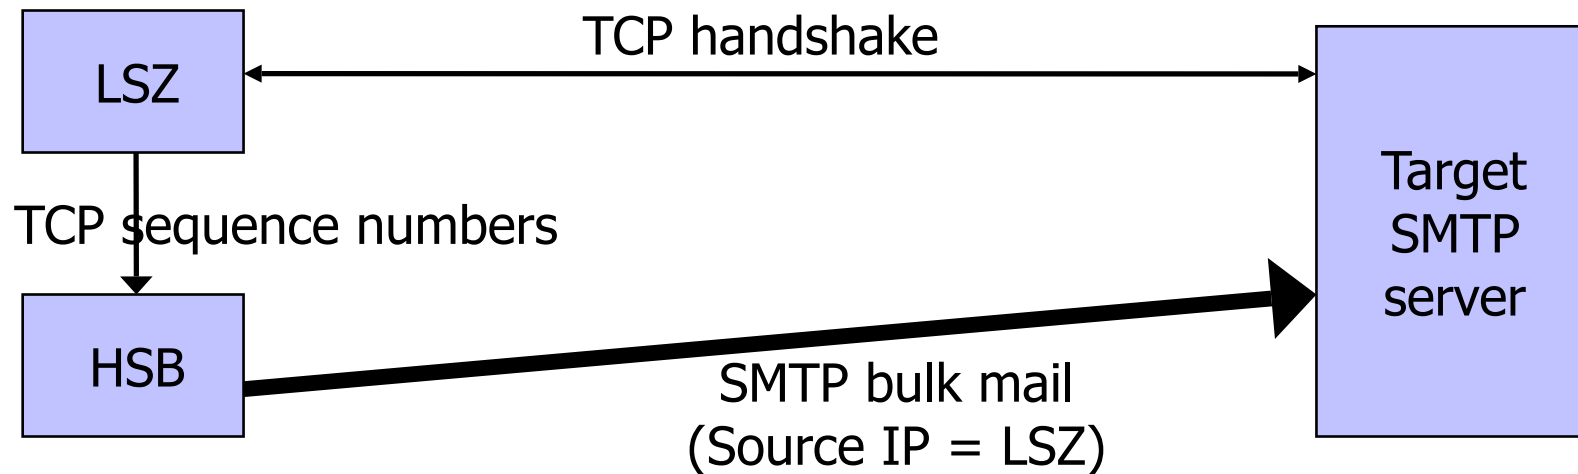 TCP handshake
LSZ
TCP sequence numbers
Target
SMTP
server
HSB
SMTP bulk mail
(Source IP = LSZ)